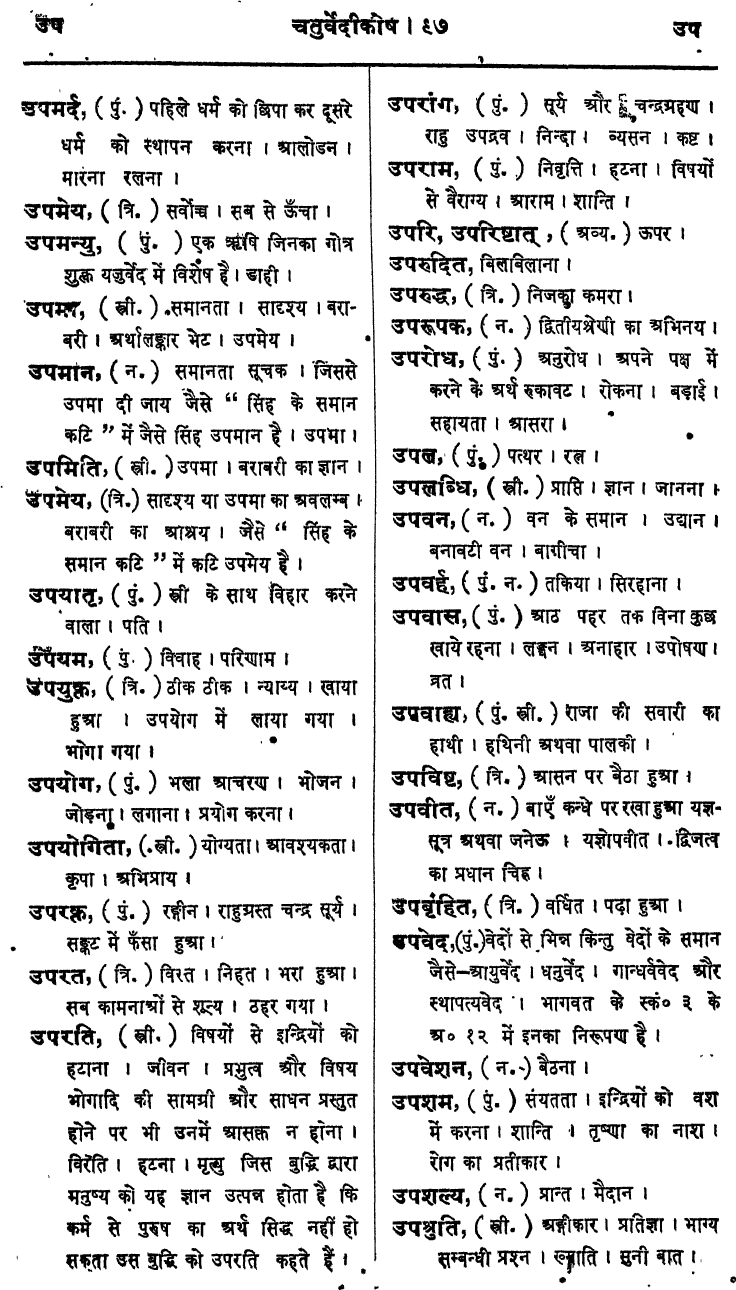 उप
चतुर्वेदीकोष । ९७
उप
उपमर्द, ( पुं. ) पहिले धर्म को छिपा कर दूसरे
धर्म को स्थापन करना । आलोडन ।
मारना रलना ।
उपमेय, ( त्रि. ) सर्वोच्च । सब से ऊँचा ।
उपमन्यु, ( पुं. ) एक ऋषि जिनका गोत्र
शुक्ल यजुर्वेद में विशेष है । डाही ।
उपमा, ( स्त्री. ) समानता । सादृश्य । बरा-
बरी । अर्थालङ्कार भेट । उपमेय ।
उपमान, ( न. ) समानता सूचक । जिससे
उपमा दी जाय जैसे “ सिंह के समान
कटि ” में जैसे सिंह उपमान है । उपमा ।
उपमिति, ( स्त्री. ) उपमा । बराबरी का ज्ञान ।
उपमेय, (त्रि.) सादृश्य या उपमा का अवलम्ब ।
बराबरी का आश्रय । जैसे “ सिंह के
समान कटि ” में कटि उपमेय है ।
उपयातृ, ( पुं. ) स्त्री के साथ विहार करने
वाला । पति ।
उपयम, ( पुं. ) विवाह । परिणाम ।
उपयुक्त, ( त्रि. ) ठीक ठीक । न्याय्य । खाया
हुआ । उपयोग में लाया गया ।
भोगा गया ।
उपयोग, ( पुं. ) भला आचरण । भोजन ।
जोड़ना । लगाना । प्रयोग करना ।
उपयोगिता, ( स्त्री. ) योग्यता । आवश्यकता ।
कृपा । अभिप्राय ।
उपरक्त, ( पुं. ) रङ्गीन । राहुग्रस्त चन्द्र सूर्य ।
सङ्कट में फँसा हुआ ।
उपरत, ( त्रि. ) विरत । निहत । भरा हुआ ।
सब कामनाओं से शून्य । ठहर गया ।
उपरति, ( स्त्री. ) विषयों से इन्द्रियों को
हटाना । जीवन । प्रभुत्व और विषय
भोगादि की सामग्री और साधन प्रस्तुत
होने पर भी उनमें आसक्त न होना ।
विरति । हटना । मृत्यु जिस बुद्धि द्वारा
मनुष्य को यह ज्ञान उत्पन्न होता है कि
कर्म से पुरुष का अर्थ सिद्ध नहीं हो
सकता उस बुद्धि को उपरति कहते हैं ।
उपरांग, ( पुं. ) सूर्य और चन्द्रग्रहण ।
राहु उपद्रव । निन्दा । व्यसन । कष्ट ।
उपराम, ( पुं. ) निवृत्ति । हटना । विषयों
से वैराग्य । आराम । शान्ति ।
उपरि, उपरिष्टात् , ( अव्य. ) ऊपर ।
उपरुदित, बिलबिलाना ।
उपरुद्ध, ( त्रि. ) निजका कमरा ।
उपरूपक, ( न. ) द्वितीयश्रेणी का अभिनय ।
उपरोध, ( पुं. ) अनुरोध । अपने पक्ष में
करने के अर्थ रुकावट । रोकना । बड़ाई ।
सहायता । आसरा ।
उपल, ( पुं. ) पत्थर । रत्न ।
उपलब्धि, ( स्त्री. ) प्राप्ति । ज्ञान । जानना ।
उपवन, ( न. ) वन के समान । उद्यान ।
बनाबटी वन । बाग़ीचा ।
उपवर्ह, ( पुं. न. ) तकिया । सिरहाना ।
उपवास, ( पुं. ) आठ पहर तक विना कुछ
खाये रहना । लङ्घन । अनाहार । उपोषण ।
व्रत ।
उपवाह्य, ( पुं. स्त्री. ) राजा की सवारी का
हाथी । हथिनी अथवा पालकी ।
उपविष्ट, ( त्रि. ) आसन पर बैठा हुआ ।
उपवीत, ( न. ) बाएँ कन्धे पर रखा हुआ यज्ञ-
सूत्र अथवा जनेऊ । यज्ञोपवीत । द्विजत्व
का प्रधान चिह्न ।
उपबृंहित, ( त्रि. ) वर्धित । पढ़ा हुआ ।
उपवेद, (पुं.) वेदों से भिन्न किन्तु वेदों के समान
जैसे—आयुर्वेद । धनुर्वेद । गान्धर्ववेद और
स्थापत्यवेद । भागवत के स्कं० ३ के
अ० १२ में इनका निरूपण है ।
उपवेशन, ( न. ) बैठना ।
उपशम, ( पुं. ) संयतता । इन्द्रियों को वश
में करना । शान्ति । तृष्णा का नाश ।
रोग का प्रतीकार ।
उपशल्य, ( न. ) प्रान्त । मैदान ।
उपश्रुति, ( स्त्री. ) अङ्गीकार । प्रतिज्ञा । भाग्य
सम्बन्धी प्रश्न । ख्याति । सुनी बात ।